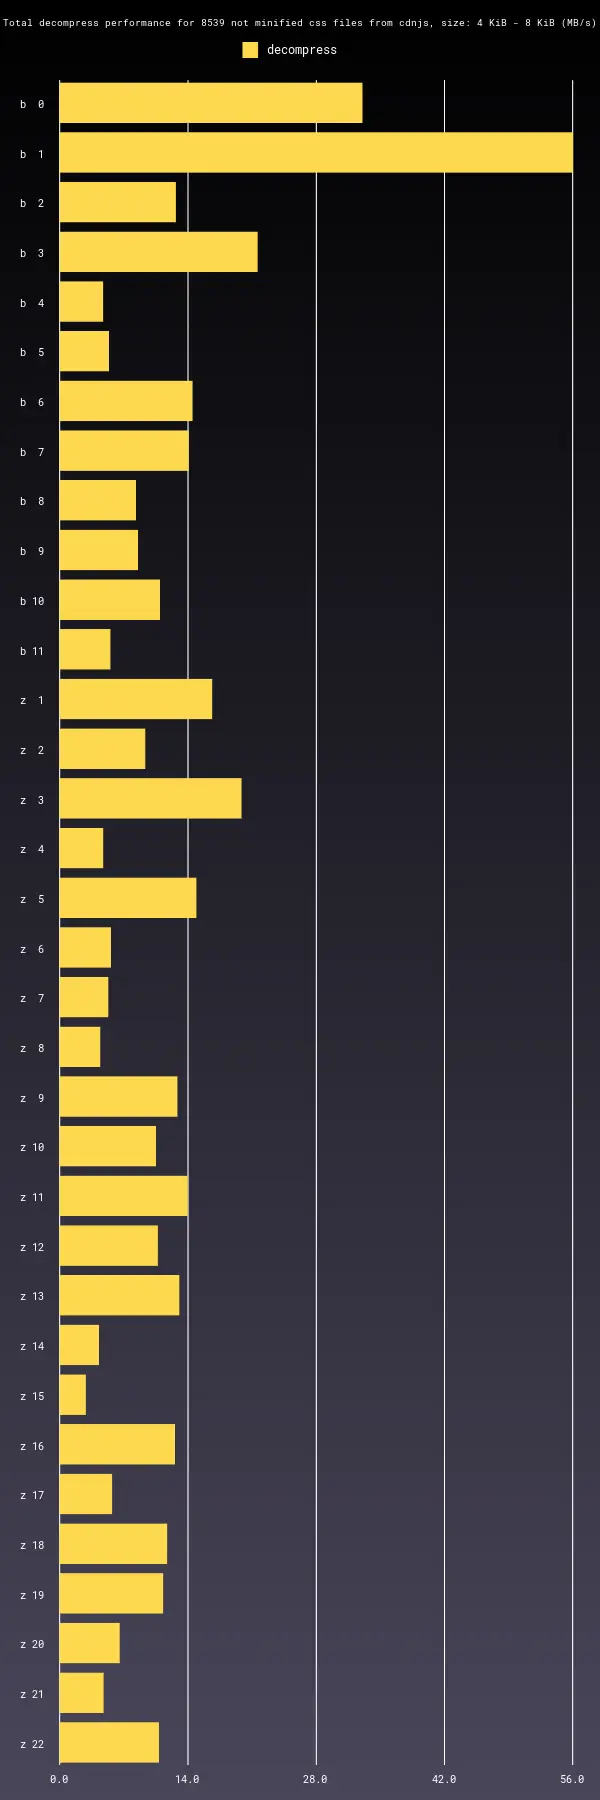 Total decompress performance for 8539 not minified css files from cdnjs, size: 4 KiB - 8 KiB (MB/s)
decompress
b 0
b 1
b 2
b 3
b 4
b 5
b 6
b 7
b 8
b 9
b 10
b 11
z 1
z 2
z 3
z 4
z 5
z 6
z 7
z 8
z 9
z 10
z 11
z 12
z 13
z 14
z 15
z 16
z 17
z 18
z 19
z 20
z 21
z 22
0.0 14.0 28.0 42.0 56.0